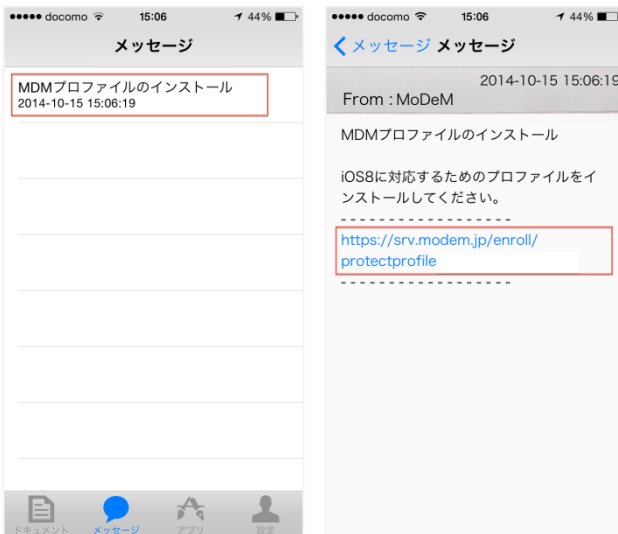 docomo 15:06 44%
メッセージ
MDMプロファイルのインストール
2014-10-15 15:06:19
ドキュメント メッセージ アプリ 設定
docomo 15:06 44%
メッセージ メッセージ
2014-10-15 15:06:19
From : MoDeM
MDMプロファイルのインストール
iOS8に対応するためのプロファイルをイ
ンストールしてください。
- - - - - - - - - - - - - - - - - -
https://srv.modem.jp/enroll/
protectprofile
- - - - - - - - - - - - - - - - - -